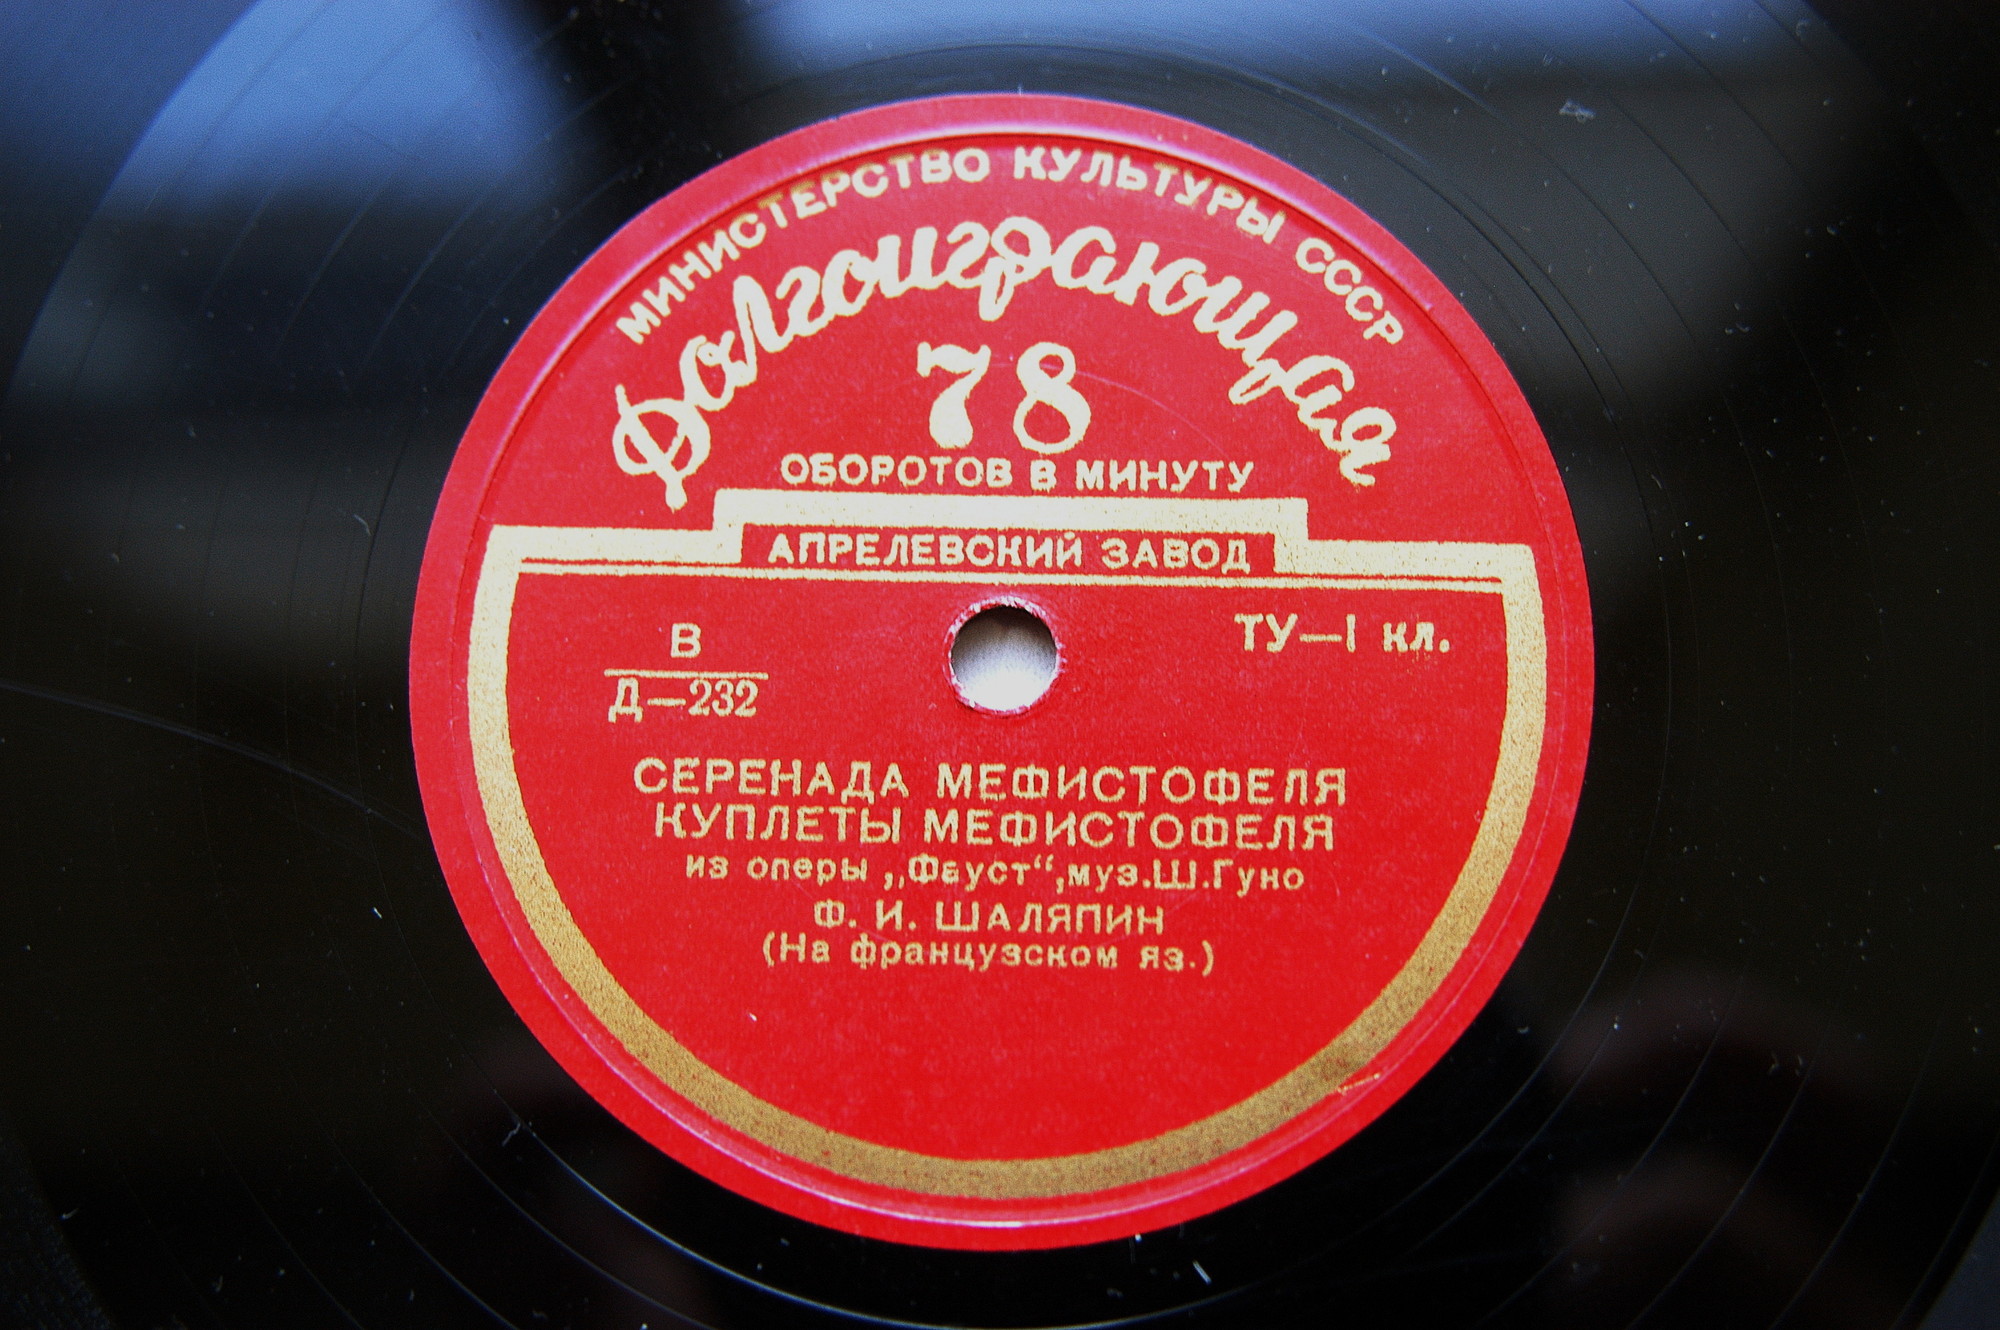 МИНИСТЕРСТВО КУЛЬТУРЫ СССР
Долгоиграющая
78
ОБОРОТОВ В МИНУТУ
АПРЕЛЕВСКИЙ ЗАВОД
В
Д—232
ТУ—I кл.
СЕРЕНАДА МЕФИСТОФЕЛЯ
КУПЛЕТЫ МЕФИСТОФЕЛЯ
из оперы „Фауст“, муз.Ш.Гуно
Ф. И. ШАЛЯПИН
(На французском яз.)